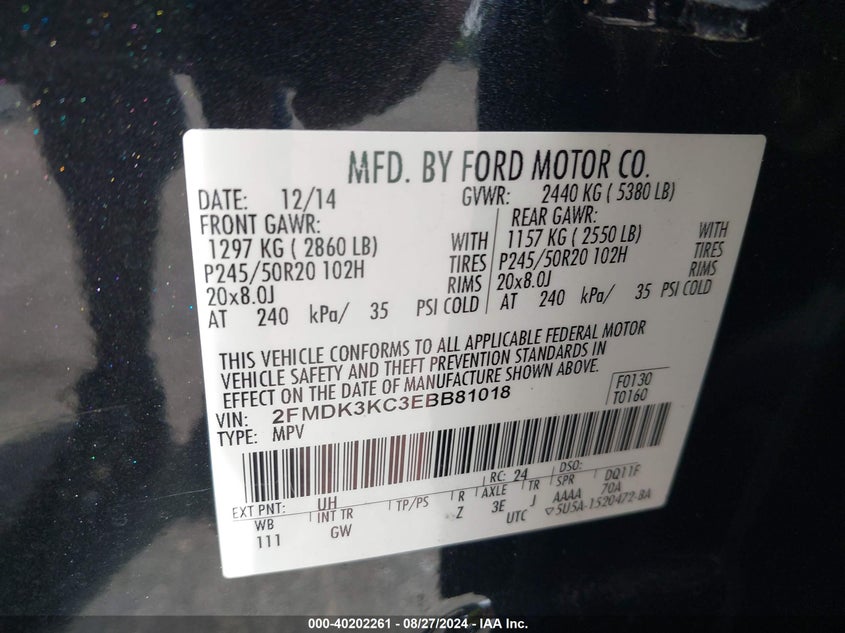 MFD. BY FORD MOTOR CO.
DATE: 12/14 GVWR: 2440 KG ( 5380 LB)
FRONT GAWR: REAR GAWR:
1297 KG ( 2860 LB) WITH 1157 KG ( 2550 LB) WITH
P245/50R20 102H TIRES P245/50R20 102H TIRES
20x8.0J RIMS 20x8.0J RIMS
AT 240 kPa/ 35 PSI COLD AT 240 kPa/ 35 PSI COLD
THIS VEHICLE CONFORMS TO ALL APPLICABLE FEDERAL MOTOR
VEHICLE SAFETY AND THEFT PREVENTION STANDARDS IN
EFFECT ON THE DATE OF MANUFACTURE SHOWN ABOVE.
VIN: 2FMDK3KC3EBB81018 F0130
TYPE: MPV T0160
EXT PNT: UH RC: 24 DSO: DQ11F
WB INT TR TP/PS R AXLE TR SPR 70A
111 GW Z 3E J AAAA
UTC ▽5U5A-1520472-BA
000-40202261 - 08/27/2024 - IAA Inc.